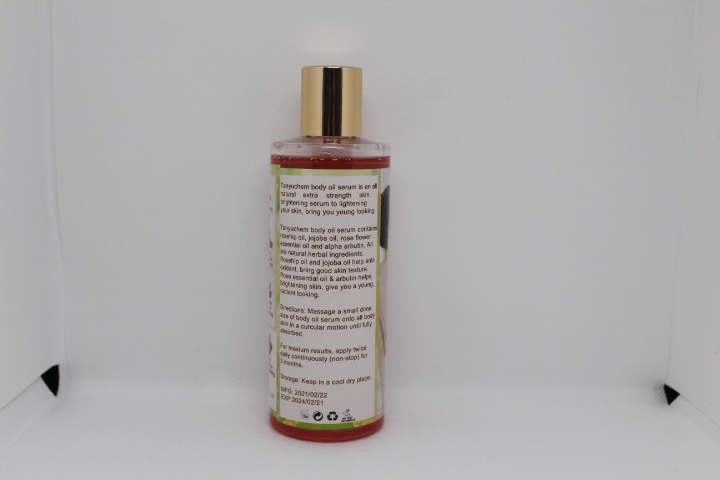 Tanyuchem body oil serum is an all
natural extra strength skin
brightening serum to lightening
your skin, bring you young looking.
Tanyuchem body oil serum contains
rosehip oil, jojoba oil, rose flower
essential oil and alpha arbutin. All
are natural herbal ingredients.
Rosehip oil and jojoba oil help anti-
oxident, bring good skin texture.
Rose essential oil & arbutin helps
brightening skin, give you a young,
radient looking.
Directions: Massage a small dime
size of body oil serum onto all body
skin in a curcular motion until fully
absorbed.
For maxium results, apply twice
daily continuously (non-stop) for
3 months.
Storage: Keep in a cool dry place.
MFG: 2021/02/22
EXP:2024/02/21